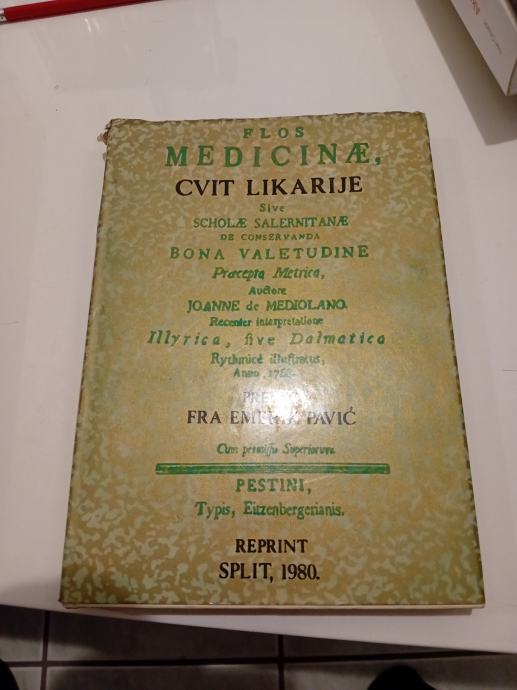 FLOS
MEDICINÆ,
CVIT LIKARIJE
Sive
SCHOLÆ SALERNITANÆ
DE CONSERVANDA
BONA VALETUDINE
Præcepta Metrica,
Auctore
JOANNE de MEDIOLANO.
Recenter interpretatione
Illyrica, sive Dalmatica
Rythmicè illustratus,
Anno,
FRA PAVIĆ
Cum permissu Superiorum.
PESTINI,
Typis, Eitzenbergerianis.
REPRINT
SPLIT, 1980.